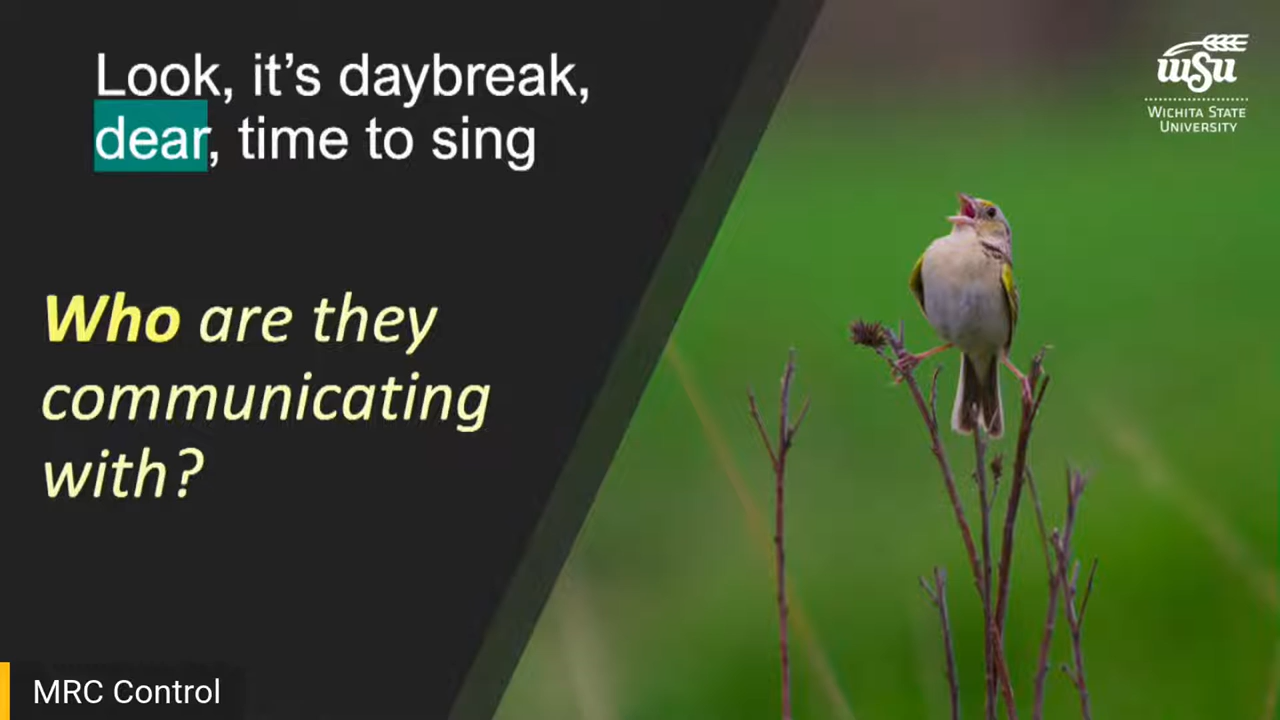 Look, it’s daybreak,
dear, time to sing
Who are they
communicating
with?
wsu
WICHITA STATE
UNIVERSITY
MRC Control